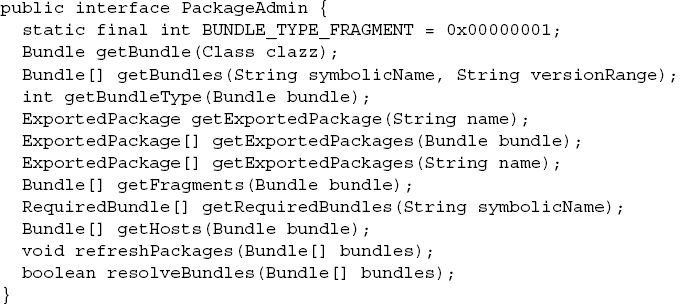 public interface PackageAdmin {
  static final int BUNDLE_TYPE_FRAGMENT = 0x00000001;
  Bundle getBundle(Class clazz);
  Bundle[] getBundles(String symbolicName, String versionRange);
  int getBundleType(Bundle bundle);
  ExportedPackage getExportedPackage(String name);
  ExportedPackage[] getExportedPackages(Bundle bundle);
  ExportedPackage[] getExportedPackages(String name);
  Bundle[] getFragments(Bundle bundle);
  RequiredBundle[] getRequiredBundles(String symbolicName);
  Bundle[] getHosts(Bundle bundle);
  void refreshPackages(Bundle[] bundles);
  boolean resolveBundles(Bundle[] bundles);
}